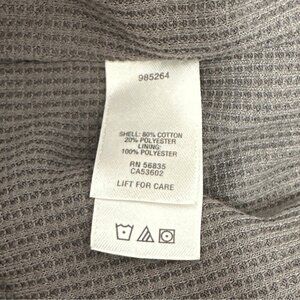 985264
SHELL: 80% COTTON
20% POLYESTER
LINING:
100% POLYESTER
RN 56835
CA53602
LIFT FOR CARE